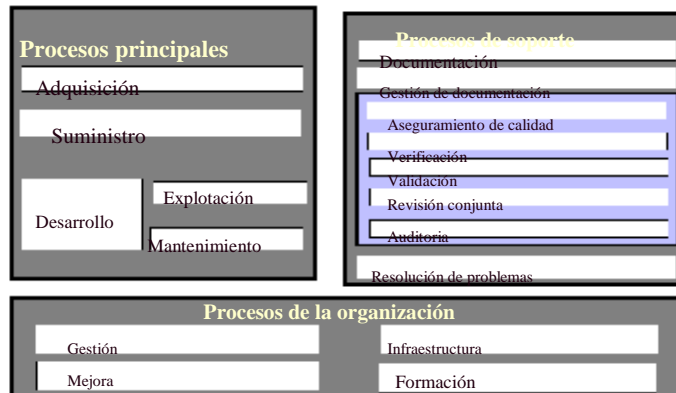 Procesos principales
Adquisición
Suministro
Desarrollo
Explotación
Mantenimiento
Procesos de soporte
Documentación
Gestión de documentación
Aseguramiento de calidad
Verificación
Validación
Revisión conjunta
Auditoria
Resolución de problemas
Procesos de la organización
Gestión
Infraestructura
Mejora
Formación